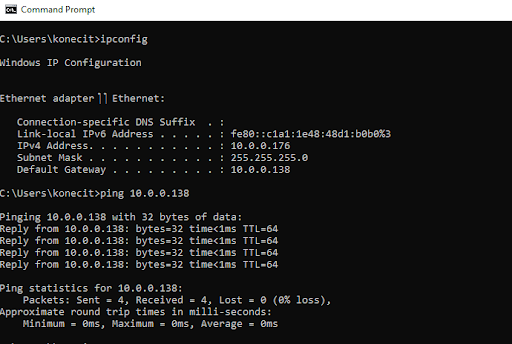 Command Prompt
C:\Users\konecit>ipconfig
Windows IP Configuration
Ethernet adapter Ethernet:
Connection-specific DNS Suffix . :
Link-local IPv6 Address . . . . . : fe80::c1a1:1e48:48d1:b0b0%3
IPv4 Address. . . . . . . . . . . : 10.0.0.176
Subnet Mask . . . . . . . . . . . : 255.255.255.0
Default Gateway . . . . . . . . . : 10.0.0.138
C:\Users\konecit>ping 10.0.0.138
Pinging 10.0.0.138 with 32 bytes of data:
Reply from 10.0.0.138: bytes=32 time<1ms TTL=64
Reply from 10.0.0.138: bytes=32 time<1ms TTL=64
Reply from 10.0.0.138: bytes=32 time<1ms TTL=64
Reply from 10.0.0.138: bytes=32 time<1ms TTL=64
Ping statistics for 10.0.0.138:
Packets: Sent = 4, Received = 4, Lost = 0 (0% loss),
Approximate round trip times in milli-seconds:
Minimum = 0ms, Maximum = 0ms, Average = 0ms